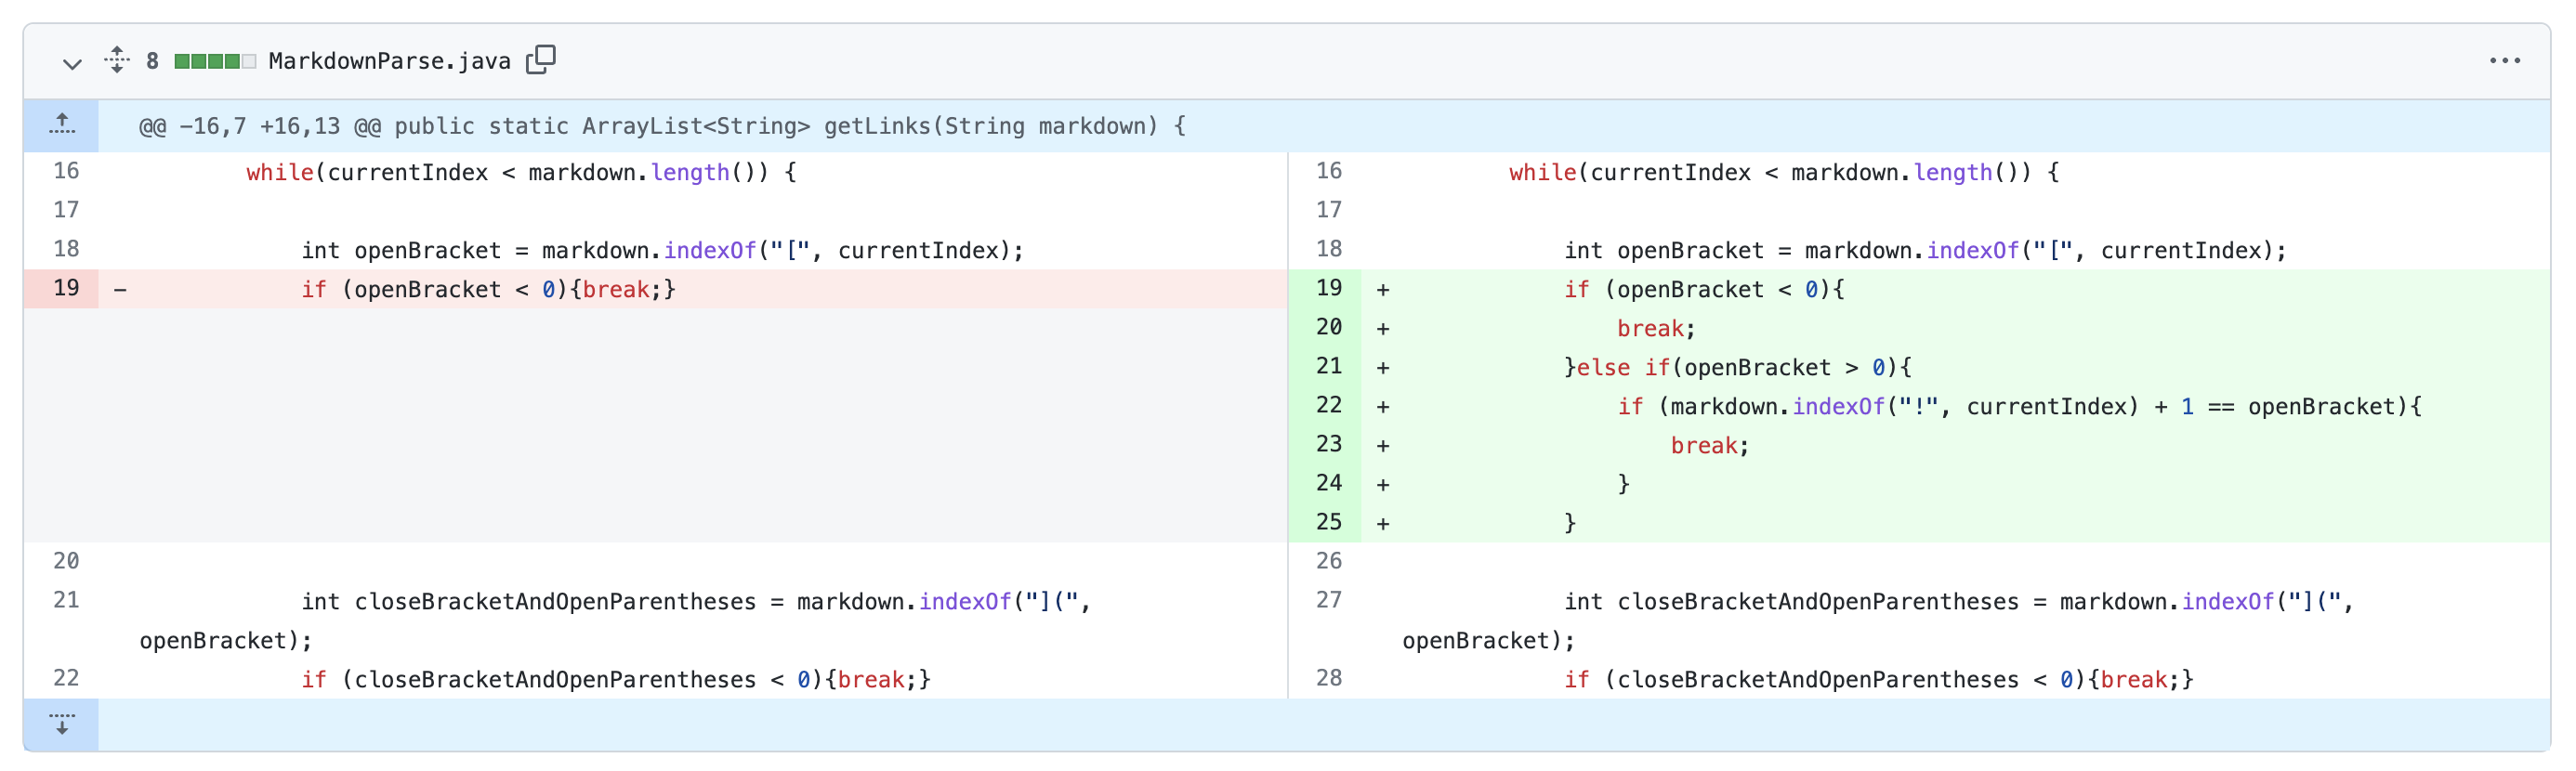 8 MarkdownParse.java
@@ -16,7 +16,13 @@ public static ArrayList<String> getLinks(String markdown) {
16 while(currentIndex < markdown.length()) {
17
18 int openBracket = markdown.indexOf("[", currentIndex);
19 - if (openBracket < 0){break;}
20
21 int closeBracketAndOpenParentheses = markdown.indexOf("](",
openBracket);
22 if (closeBracketAndOpenParentheses < 0){break;}
16 while(currentIndex < markdown.length()) {
17
18 int openBracket = markdown.indexOf("[", currentIndex);
19 + if (openBracket < 0){
20 + break;
21 + }else if(openBracket > 0){
22 + if (markdown.indexOf("!", currentIndex) + 1 == openBracket){
23 + break;
24 + }
25 + }
26
27 int closeBracketAndOpenParentheses = markdown.indexOf("](",
openBracket);
28 if (closeBracketAndOpenParentheses < 0){break;}